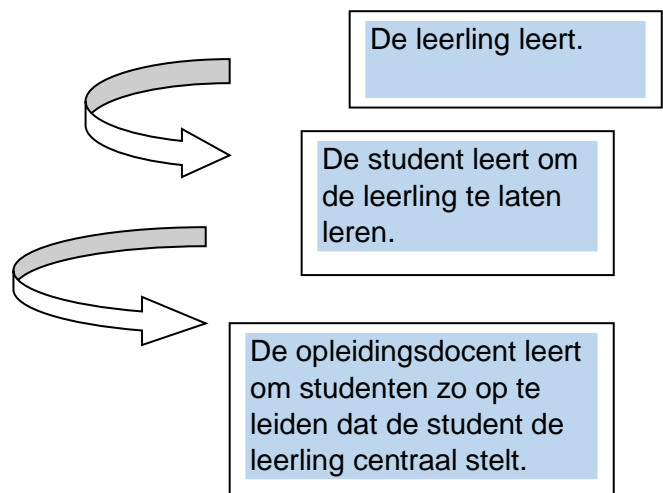 De leerling leert.
De student leert om
de leerling te laten
leren.
De opleidingsdocent leert
om studenten zo op te
leiden dat de student de
leerling centraal stelt.